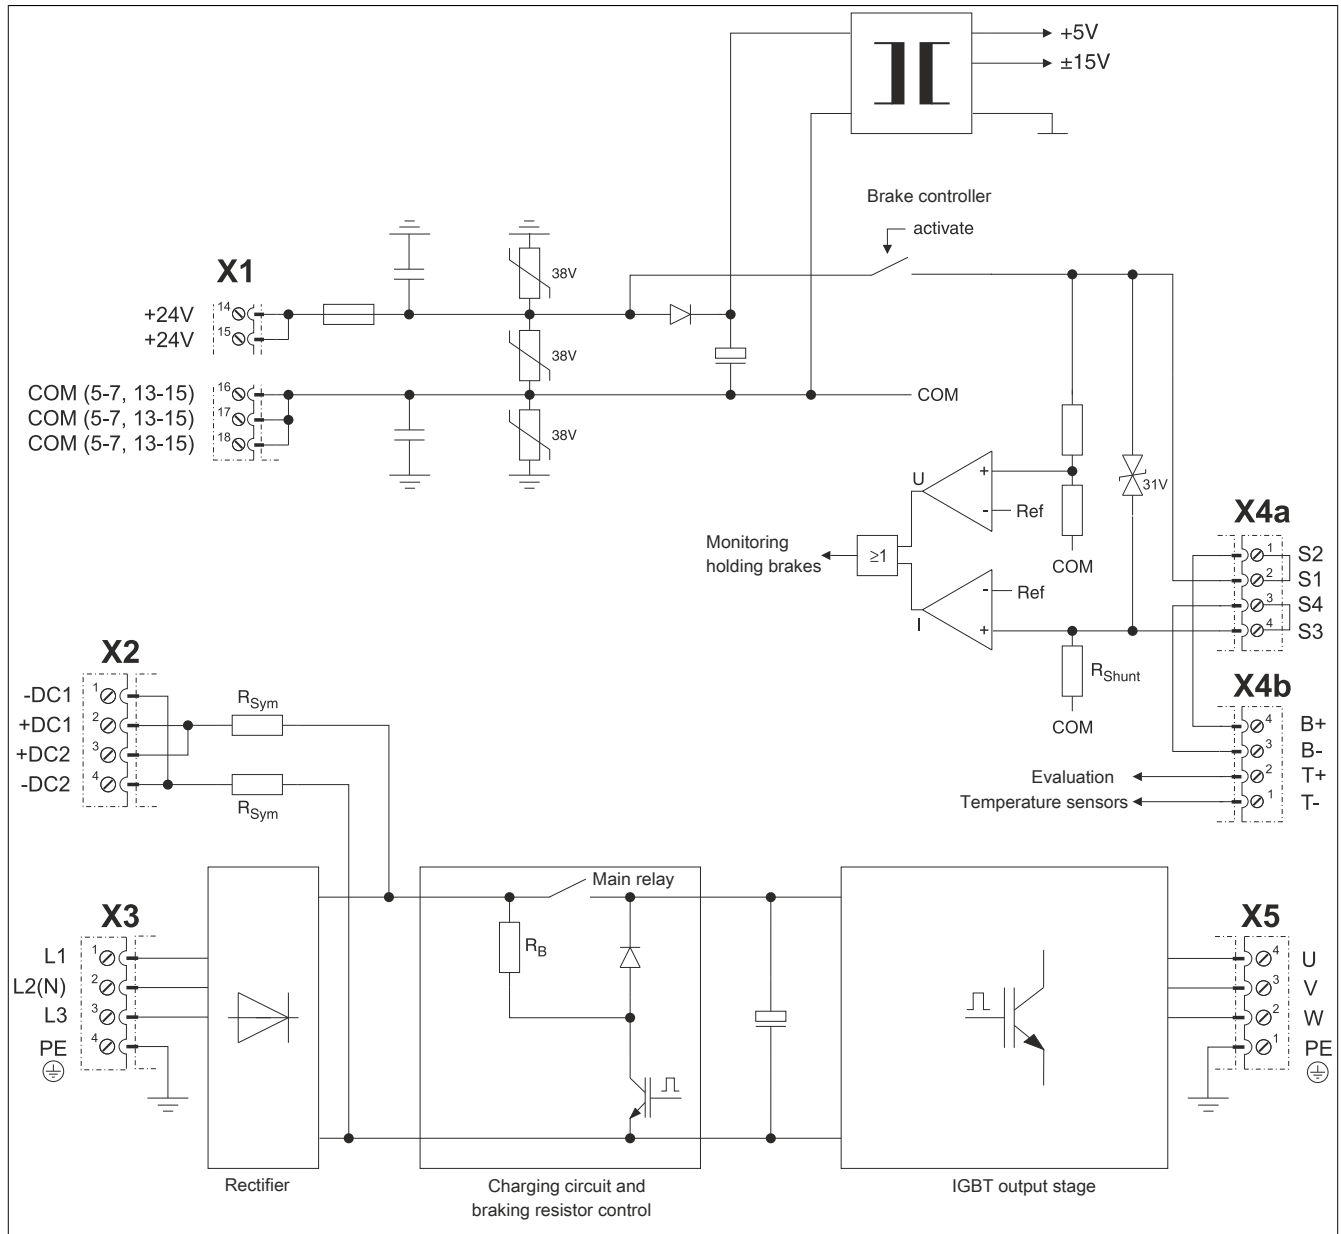 +5V
±15V
Brake controller
activate
X1
38V
+24V 14
+24V 15
38V
COM (5-7, 13-15) 16
COM
COM (5-7, 13-15) 17
COM (5-7, 13-15) 18
38V
U
+
31V
- Ref
X4a
Monitoring
holding brakes
≥1
COM
1 S2
2 S1
- Ref
3 S4
I
+
4 S3
X2
RShunt
X4b
-DC1 1
RSym
COM
+DC1 2
4 B+
+DC2 3
3 B-
-DC2 4
Evaluation
2 T+
RSym
Temperature sensors
1 T-
Main relay
X3
X5
RB
L1 1
4 U
L2(N) 2
3 V
L3 3
2 W
PE 4
1 PE
Rectifier
Charging circuit and
braking resistor control
IGBT output stage